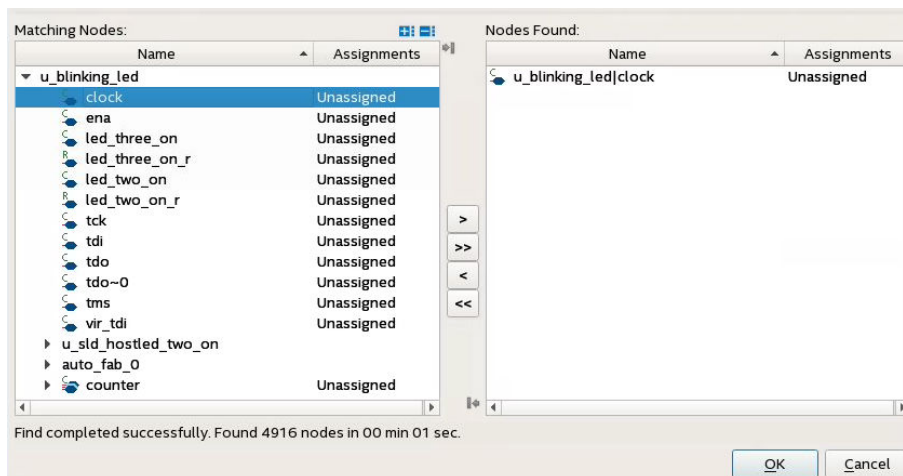 Matching Nodes:
Name Assignments
u_blinking_led
clock Unassigned
ena Unassigned
led_three_on Unassigned
led_three_on_r Unassigned
led_two_on Unassigned
led_two_on_r Unassigned
tck Unassigned
tdi Unassigned
tdo Unassigned
tdo~0 Unassigned
tms Unassigned
vir_tdi Unassigned
u_sld_hostled_two_on
auto_fab_0
counter Unassigned
>
>>
<
<<
Nodes Found:
Name Assignments
u_blinking_led|clock Unassigned
Find completed successfully. Found 4916 nodes in 00 min 01 sec.
OK Cancel